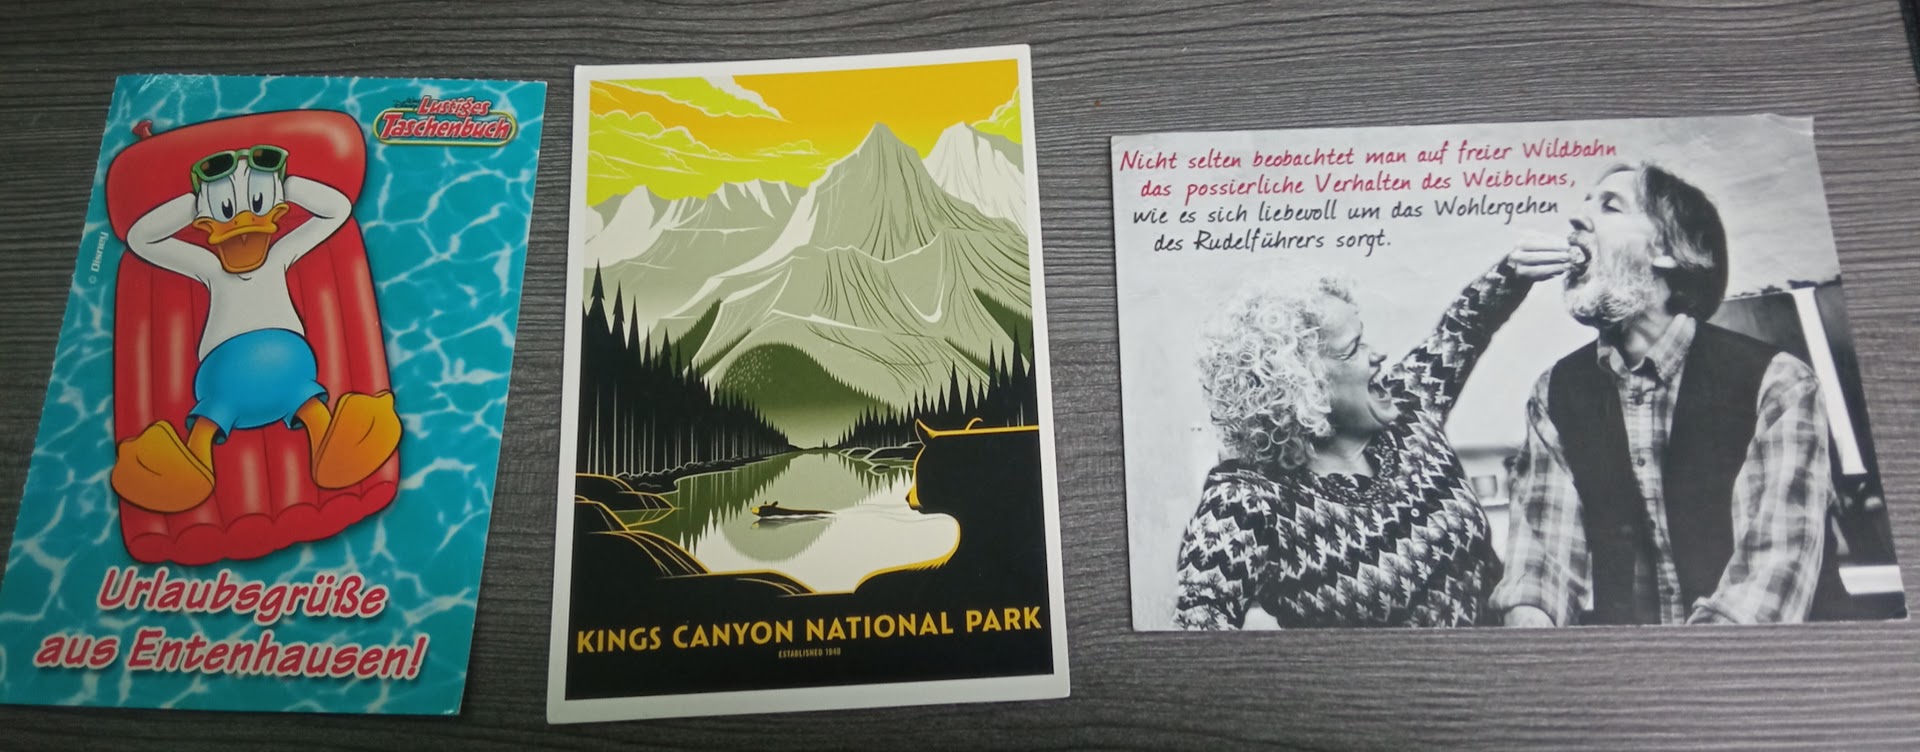 Lustiges
Taschenbuch
© Disney
Urlaubsgrüße
aus Entenhausen!
KINGS CANYON NATIONAL PARK
ESTABLISHED 1940
Nicht selten beobachtet man auf freier Wildbahn
das possierliche Verhalten des Weibchens,
wie es sich liebevoll um das Wohlergehen
des Rudelführers sorgt.